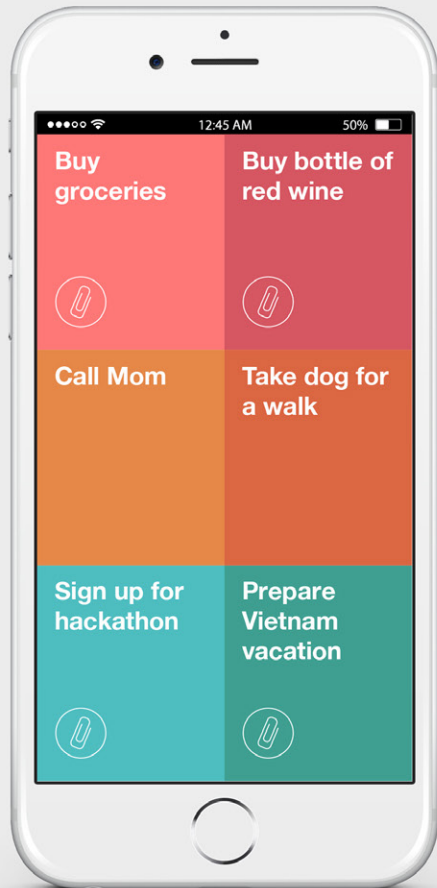 12:45 AM 50%
Buy
groceries
Buy bottle of
red wine
Call Mom
Take dog for
a walk
Sign up for
hackathon
Prepare
Vietnam
vacation